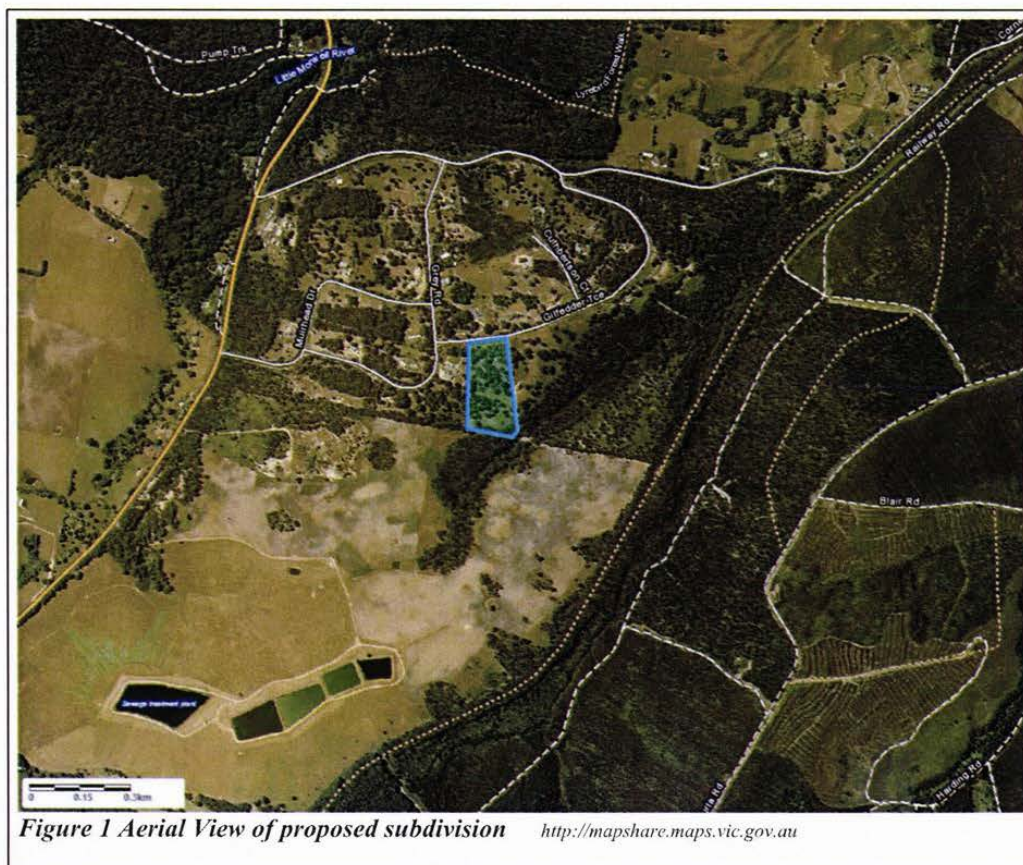 Pump Trk
Little Morwell River
Lyrebird Forest Walk
Railway Rd
Grey Rd
Cuthbertson Ct
Gilfedder Tce
Muirhead Dr
Blair Rd
Sewerge treatment plant
Harding Rd
0 0.15 0.3km
Figure 1 Aerial View of proposed subdivision http://mapshare.maps.vic.gov.au